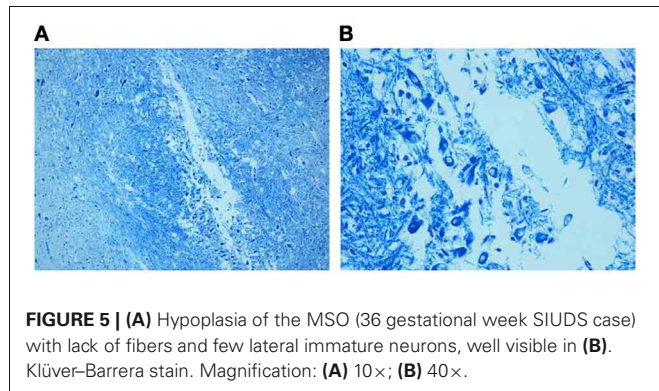 A B
FIGURE 5 | (A) Hypoplasia of the MSO (36 gestational week SIUDS case)
with lack of fibers and few lateral immature neurons, well visible in (B).
Klüver–Barrera stain. Magnification: (A) 10×; (B) 40×.